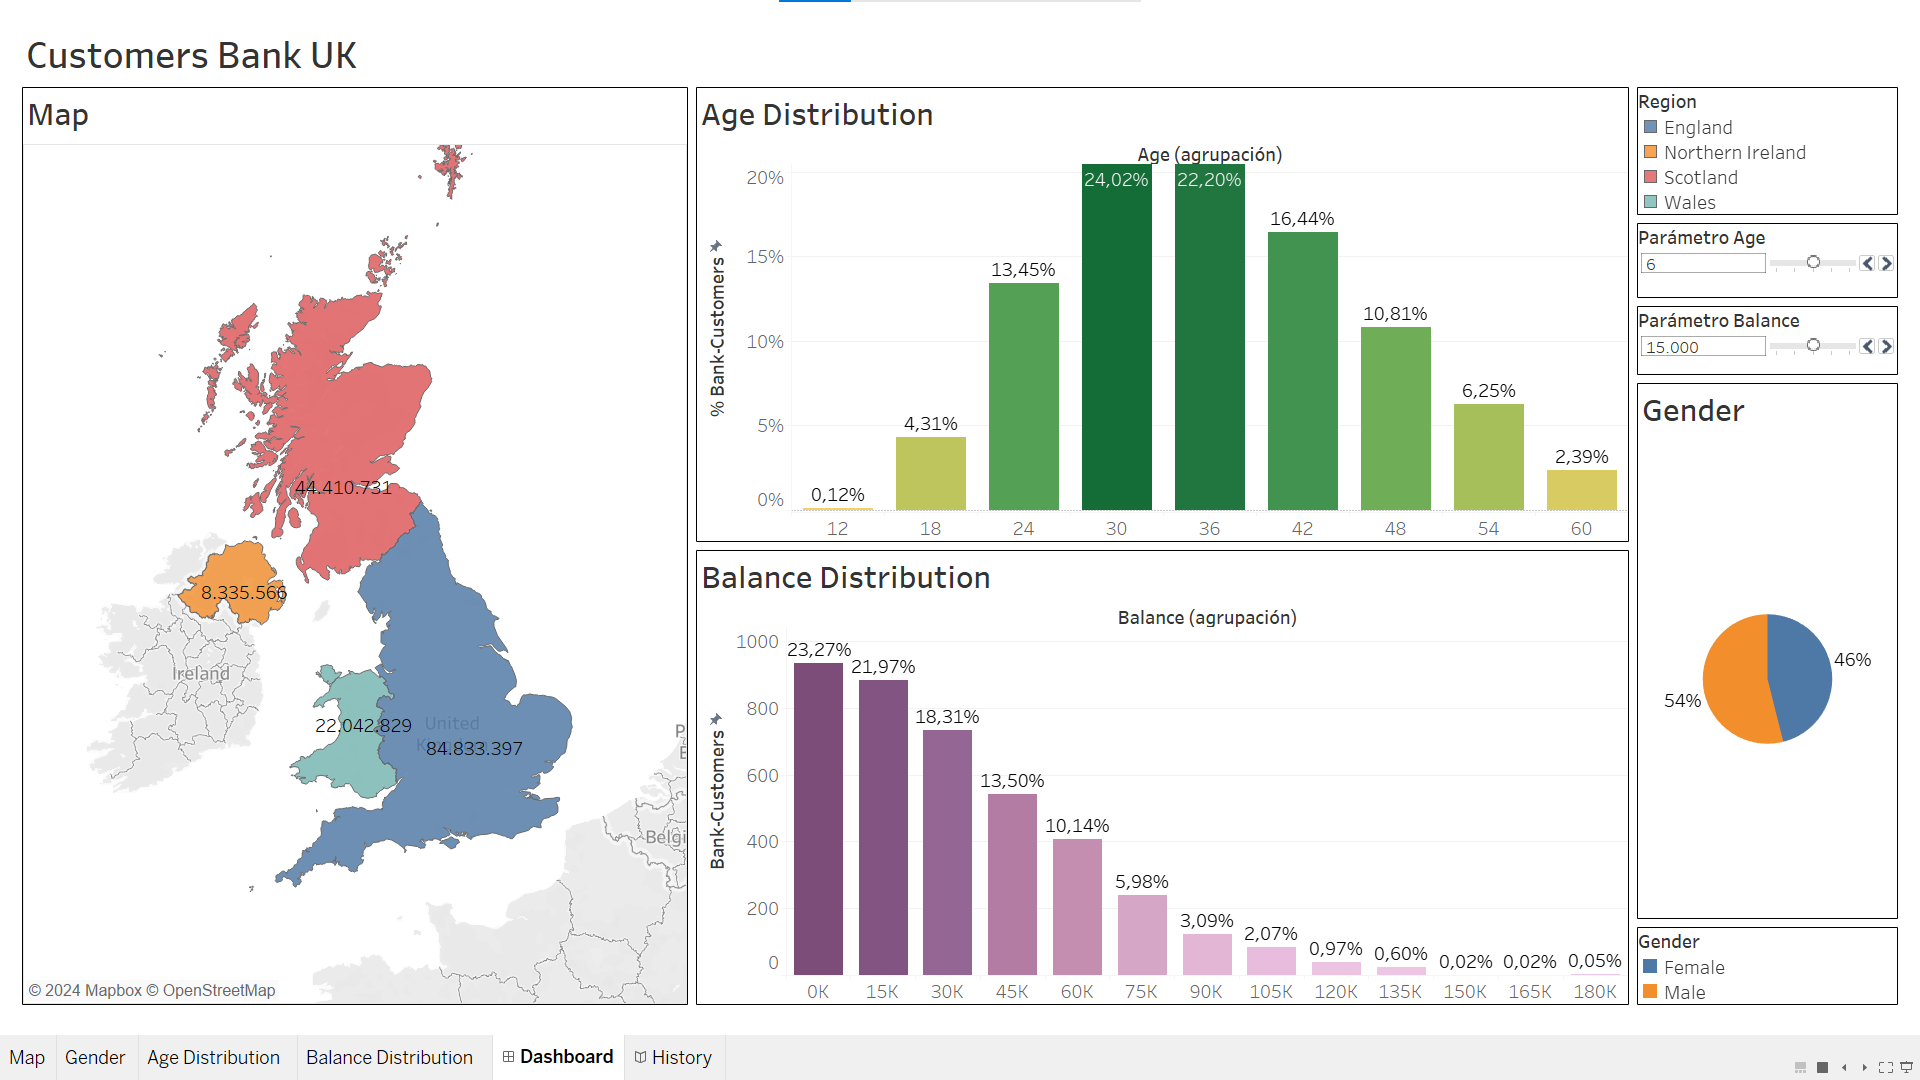 Customers Bank UK
Map
44.410.731
8.335.566
Ireland
22.042.829
United
84.833.397
Belgi
© 2024 Mapbox © OpenStreetMap
Age Distribution
Age (agrupación)
% Bank-Customers
20%
15%
10%
5%
0%
0,12%
4,31%
13,45%
24,02%
22,20%
16,44%
10,81%
6,25%
2,39%
12
18
24
30
36
42
48
54
60
Balance Distribution
Balance (agrupación)
Bank-Customers
1000
800
600
400
200
0
23,27%
21,97%
18,31%
13,50%
10,14%
5,98%
3,09%
2,07%
0,97%
0,60%
0,02%
0,02%
0,05%
0K
15K
30K
45K
60K
75K
90K
105K
120K
135K
150K
165K
180K
Region
England
Northern Ireland
Scotland
Wales
Parámetro Age
6
Parámetro Balance
15.000
Gender
46%
54%
Gender
Female
Male
Map
Gender
Age Distribution
Balance Distribution
Dashboard
History